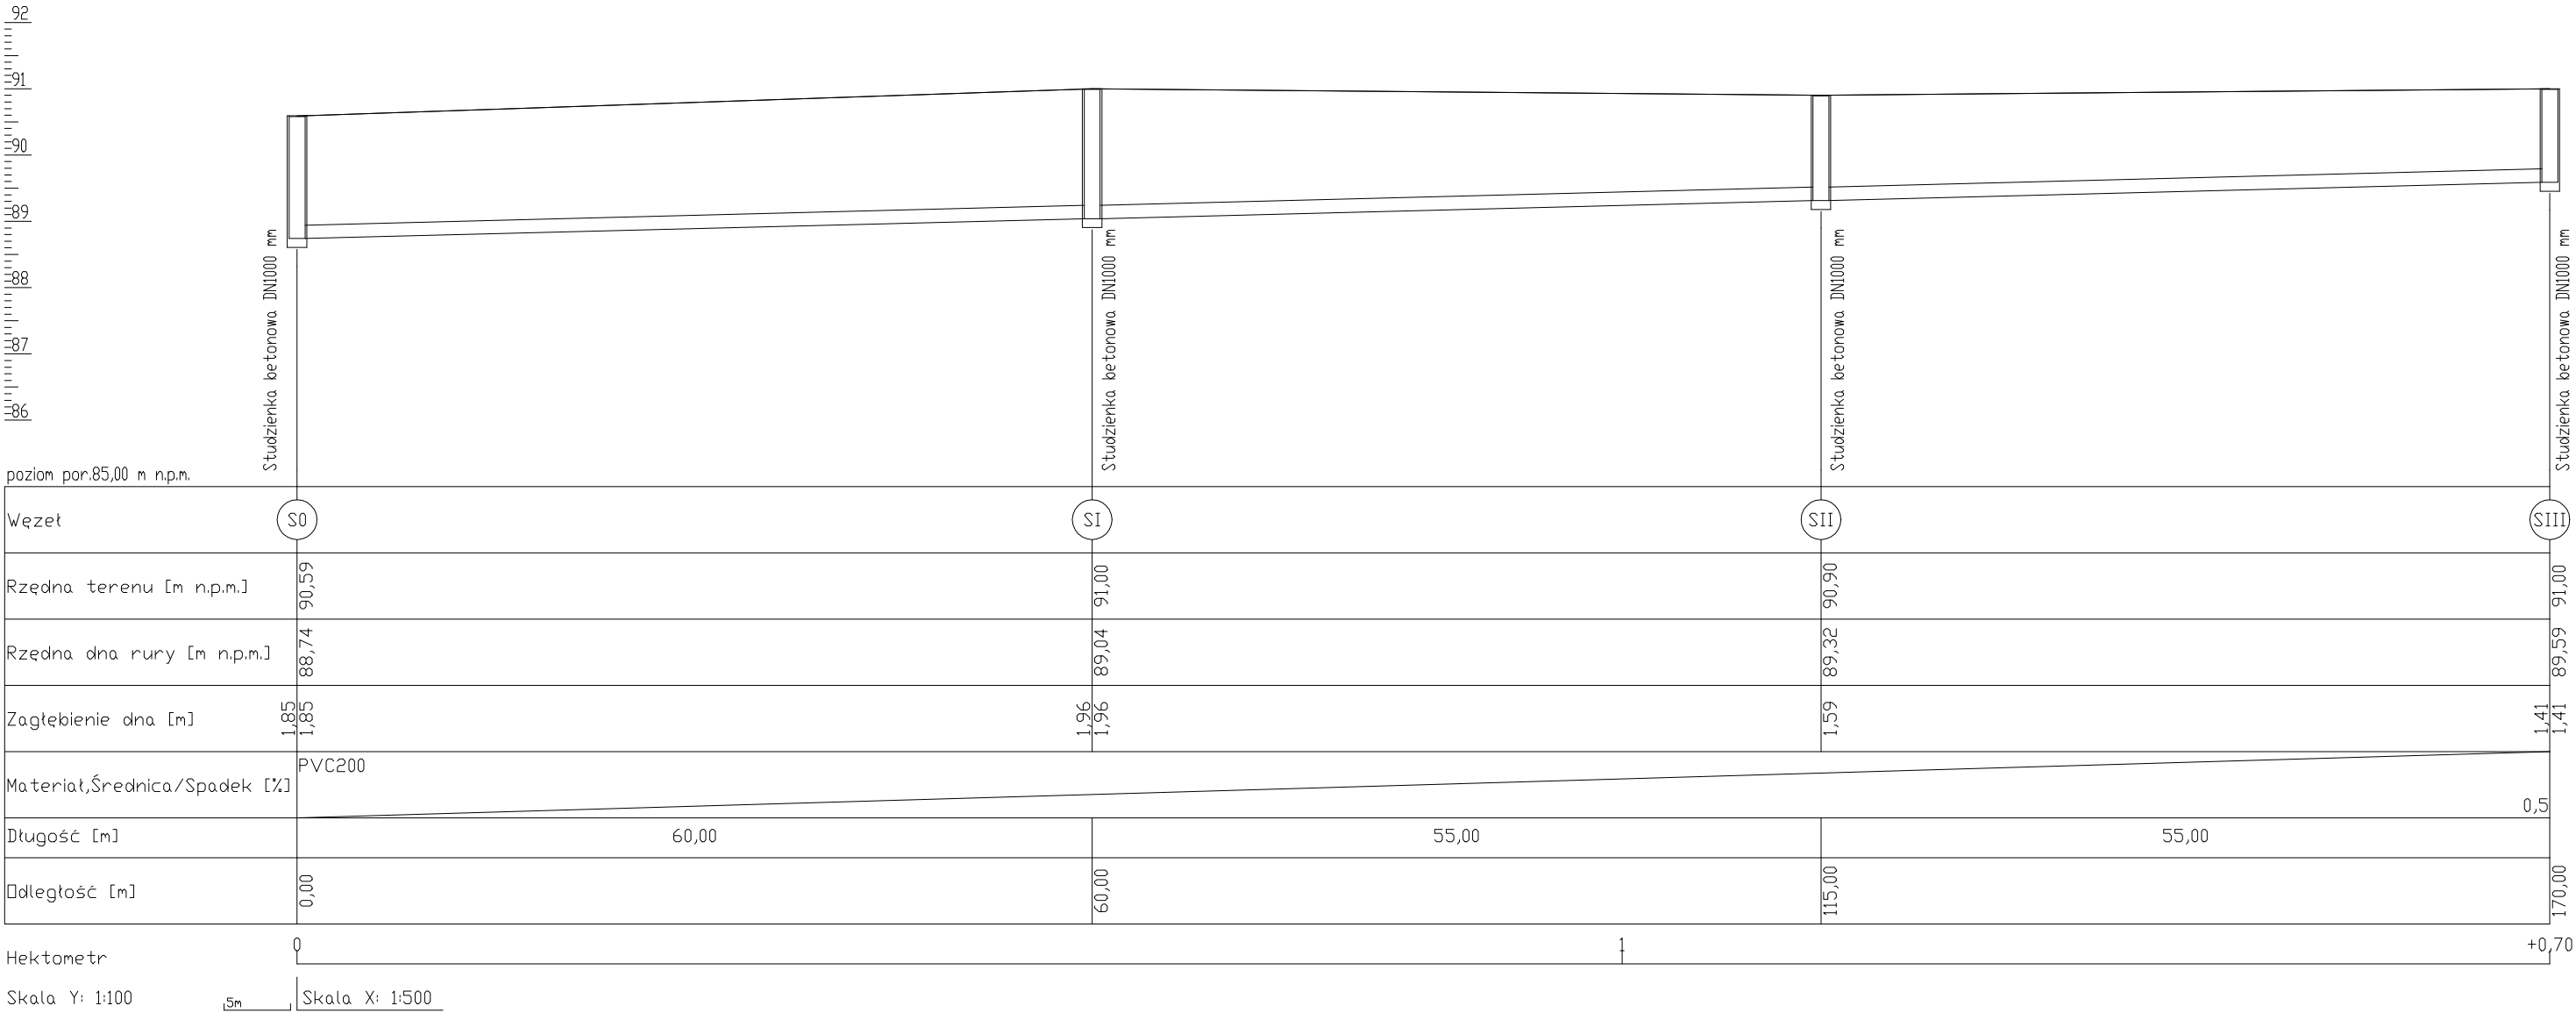 92
91
90
89
88
87
86
Studzienka betonowa DN1000 mm
Studzienka betonowa DN1000 mm
Studzienka betonowa DN1000 mm
Studzienka betonowa DN1000 mm
poziom por.85,00 m n.p.m.
Węzeł S0 SI SII SIII
Rzędna terenu [m n.p.m.] 90,59 91,00 90,90 91,00
Rzędna dna rury [m n.p.m.] 88,74 89,04 89,32 89,59
Zagłębienie dna [m] 1,85 1,85 1,96 1,96 1,59 1,41 1,41
Materiał,Średnica/Spadek [%] PVC200 0,5
Długość [m] 60,00 55,00 55,00
Odległość [m] 0,00 60,00 115,00 170,00
Hektometr 0 1 +0,70
Skala Y: 1:100 5m Skala X: 1:500